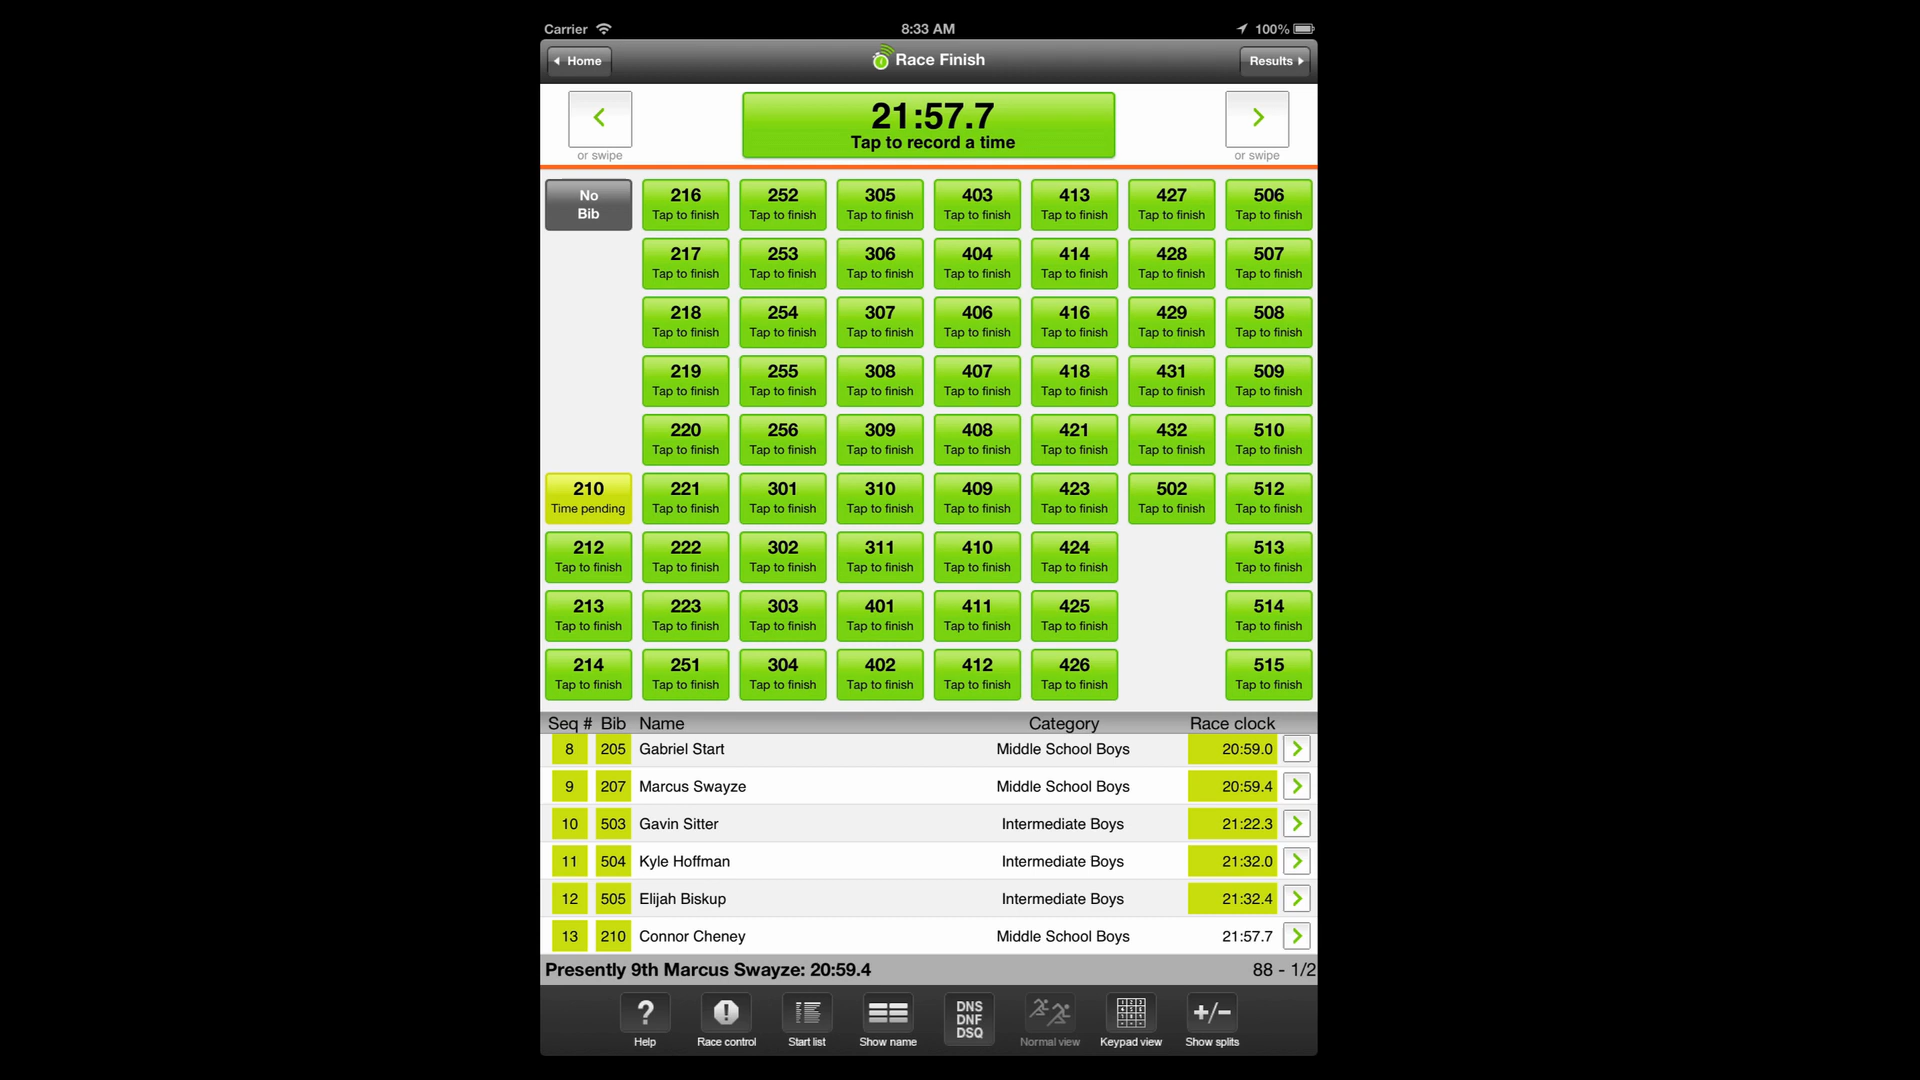 Carrier 8:33 AM 100%
Home Race Finish Results
21:57.7
Tap to record a time
or swipe or swipe
No Bib 216 252 305 403 413 427 506
Tap to finish Tap to finish Tap to finish Tap to finish Tap to finish Tap to finish Tap to finish
217 253 306 404 414 428 507
Tap to finish Tap to finish Tap to finish Tap to finish Tap to finish Tap to finish Tap to finish
218 254 307 406 416 429 508
Tap to finish Tap to finish Tap to finish Tap to finish Tap to finish Tap to finish Tap to finish
219 255 308 407 418 431 509
Tap to finish Tap to finish Tap to finish Tap to finish Tap to finish Tap to finish Tap to finish
220 256 309 408 421 432 510
Tap to finish Tap to finish Tap to finish Tap to finish Tap to finish Tap to finish Tap to finish
210 221 301 310 409 423 502 512
Time pending Tap to finish Tap to finish Tap to finish Tap to finish Tap to finish Tap to finish Tap to finish
212 222 302 311 410 424 513
Tap to finish Tap to finish Tap to finish Tap to finish Tap to finish Tap to finish Tap to finish
213 223 303 401 411 425 514
Tap to finish Tap to finish Tap to finish Tap to finish Tap to finish Tap to finish Tap to finish
214 251 304 402 412 426 515
Tap to finish Tap to finish Tap to finish Tap to finish Tap to finish Tap to finish Tap to finish
Seq # Bib Name Category Race clock
8 205 Gabriel Start Middle School Boys 20:59.0
9 207 Marcus Swayze Middle School Boys 20:59.4
10 503 Gavin Sitter Intermediate Boys 21:22.3
11 504 Kyle Hoffman Intermediate Boys 21:32.0
12 505 Elijah Biskup Intermediate Boys 21:32.4
13 210 Connor Cheney Middle School Boys 21:57.7
Presently 9th Marcus Swayze: 20:59.4 88 - 1/2
? DNS DNF DSQ +/-
Help Race control Start list Show name Normal view Keypad view Show splits